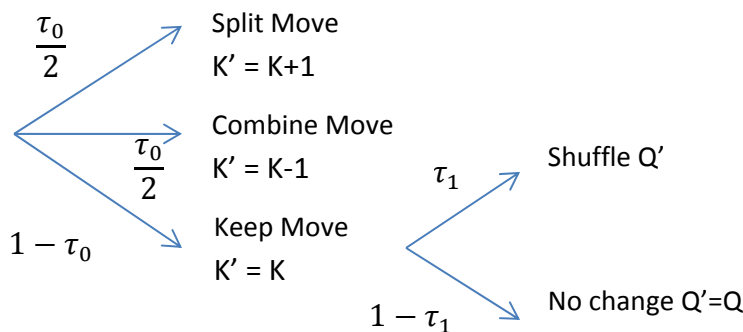 τ₀/2
Split Move
K' = K+1
Combine Move
τ₀/2
K' = K-1
1 − τ₀
Keep Move
K' = K
τ₁
Shuffle Q'
1 − τ₁
No change Q'=Q